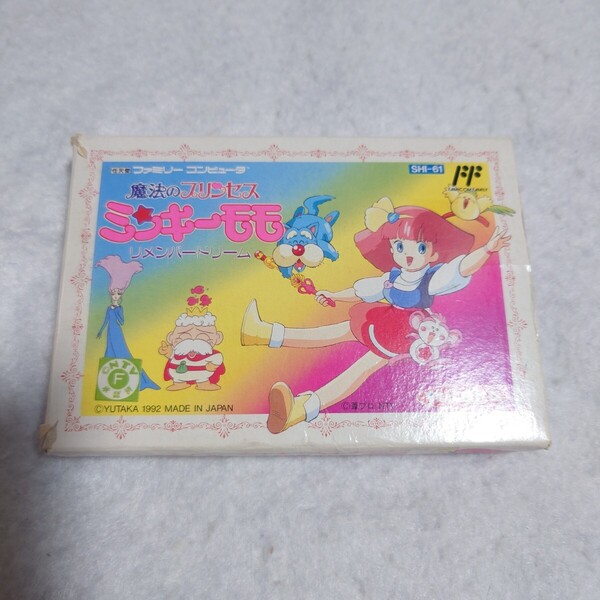 ファミリー コンピュータ
SHI-61
魔法のプリンセス
ミンキーモモ
リメンバードリーム
F
©YUTAKA 1992 MADE IN JAPAN